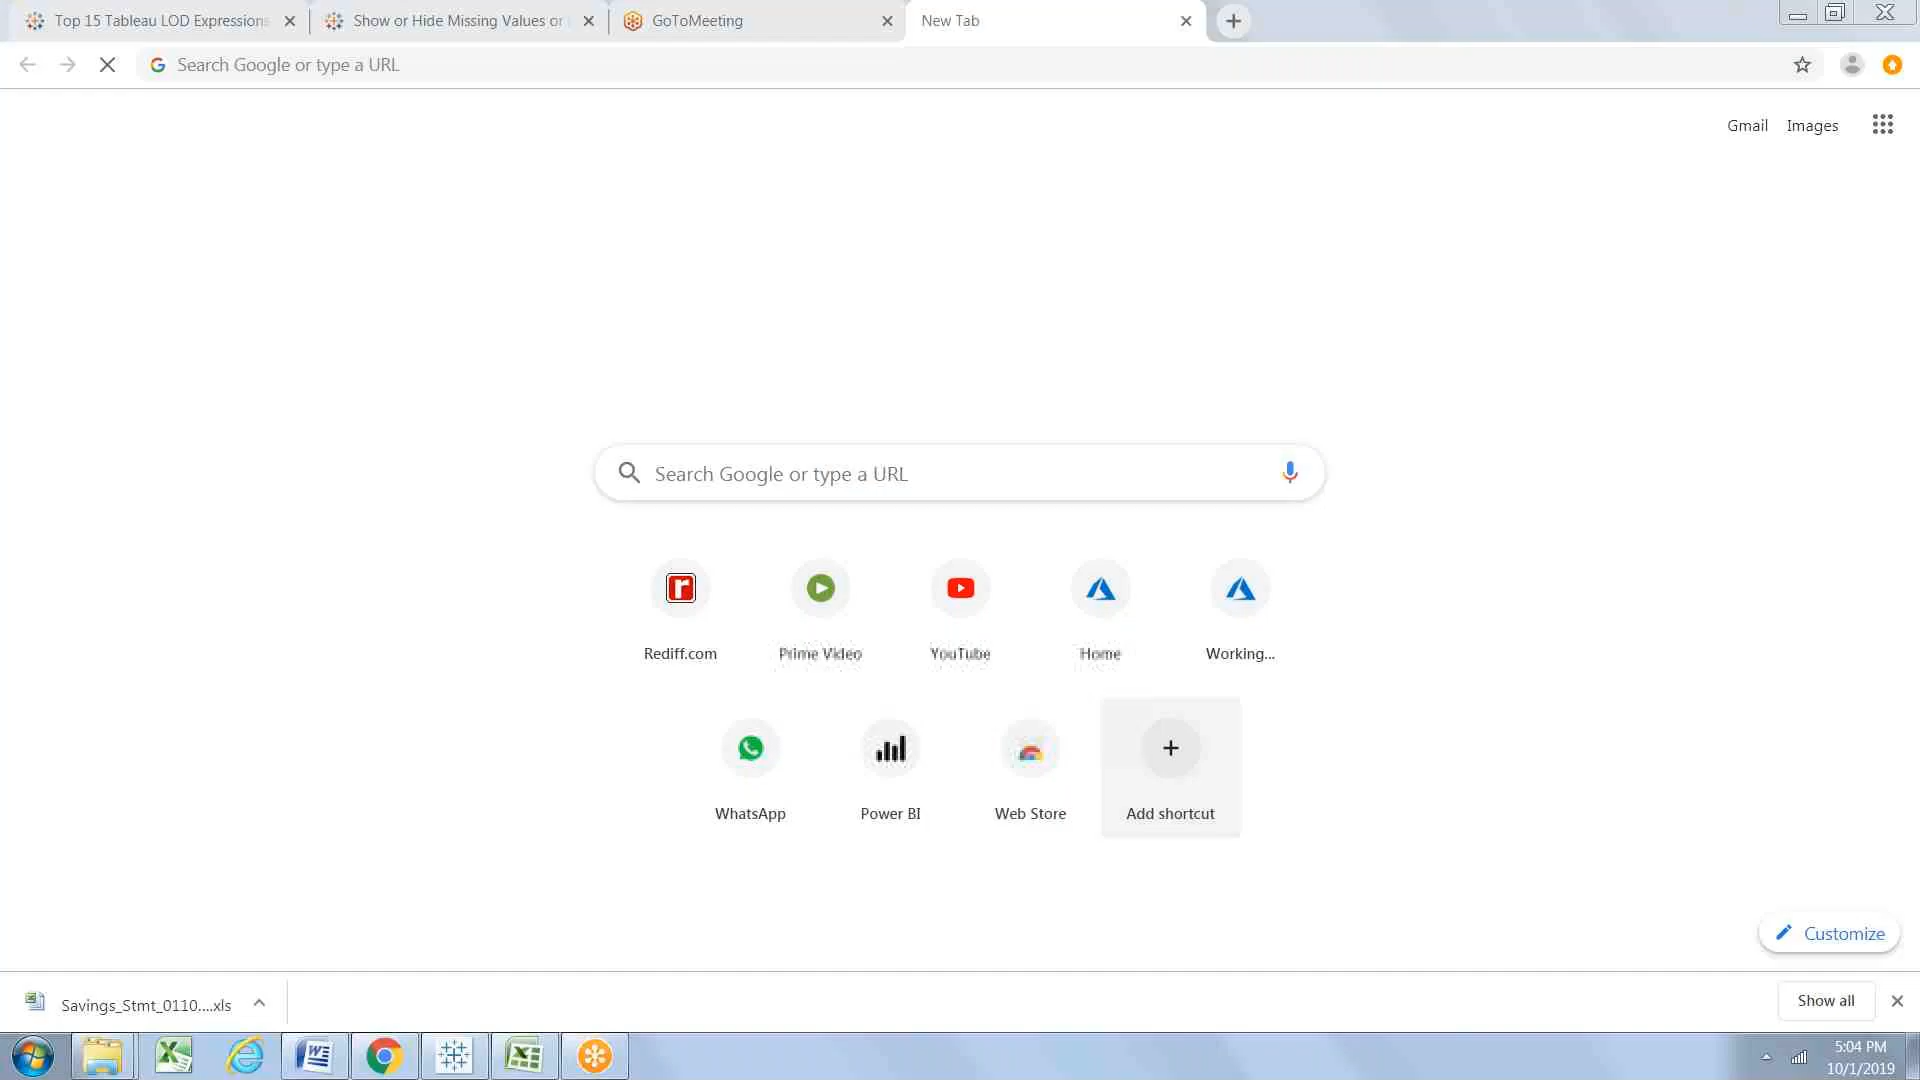 Top 15 Tableau LOD Expressions
Show or Hide Missing Values or
GoToMeeting
New Tab
Search Google or type a URL
Gmail
Images
Search Google or type a URL
Rediff.com
Prime Video
YouTube
Home
Working...
WhatsApp
Power BI
Web Store
Add shortcut
Customize
Savings_Stmt_0110....xls
Show all
5:04 PM
10/1/2019